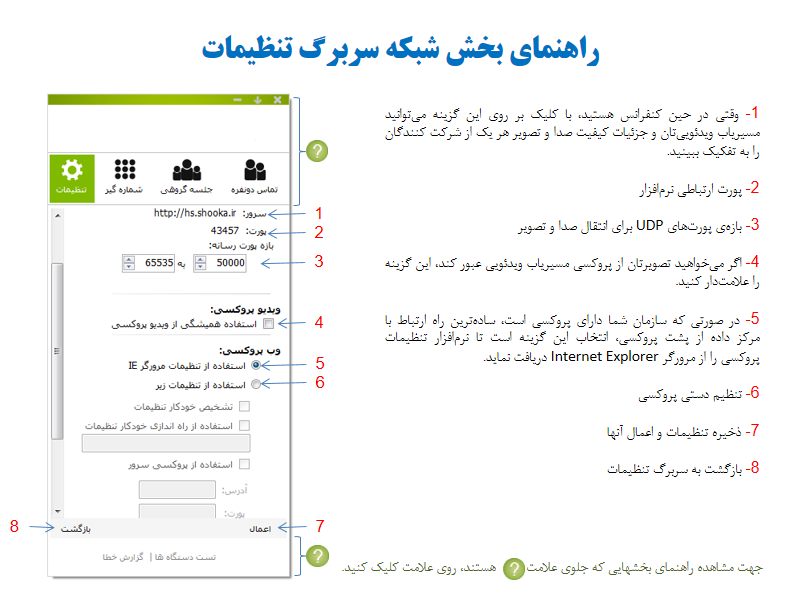 راهنمای بخش شبکه سربرگ تنظیمات
1- وقتی در حین کنفرانس هستید، با کلیک بر روی این گزینه می‌توانید
مسیریاب ویدئویی‌تان و جزئیات کیفیت صدا و تصویر هر یک از شرکت کنندگان
را به تفکیک ببینید.
2- پورت ارتباطی نرم‌افزار
3- بازه‌ی پورت‌های UDP برای انتقال صدا و تصویر
4- اگر می‌خواهید تصویرتان از پروکسی مسیریاب ویدئویی عبور کند، این گزینه
را علامت‌دار کنید.
5- در صورتی که سازمان شما دارای پروکسی است، ساده‌ترین راه ارتباط با
مرکز داده از پشت پروکسی، انتخاب این گزینه است تا نرم‌افزار تنظیمات
پروکسی را از مرورگر Internet Explorer دریافت نماید.
6- تنظیم دستی پروکسی
7- ذخیره تنظیمات و اعمال آنها
8- بازگشت به سربرگ تنظیمات
جهت مشاهده راهنمای بخشهایی که جلوی علامت ? هستند، روی علامت کلیک کنید.
?
تماس دونفره
جلسه گروهی
شماره گیر
تنظیمات
سرور: http://hs.shooka.ir 1
پورت: 43457 2
بازه پورت رسانه:
50000 به 65535 3
ویدیو پروکسی:
استفاده همیشگی از ویدیو پروکسی 4
وب پروکسی:
استفاده از تنظیمات مرورگر IE 5
استفاده از تنظیمات زیر 6
تشخیص خودکار تنظیمات
استفاده از راه اندازی خودکار تنظیمات
استفاده از پروکسی سرور
آدرس:
پورت:
7 اعمال
بازگشت 8
?
تست دستگاه ها | گزارش خطا